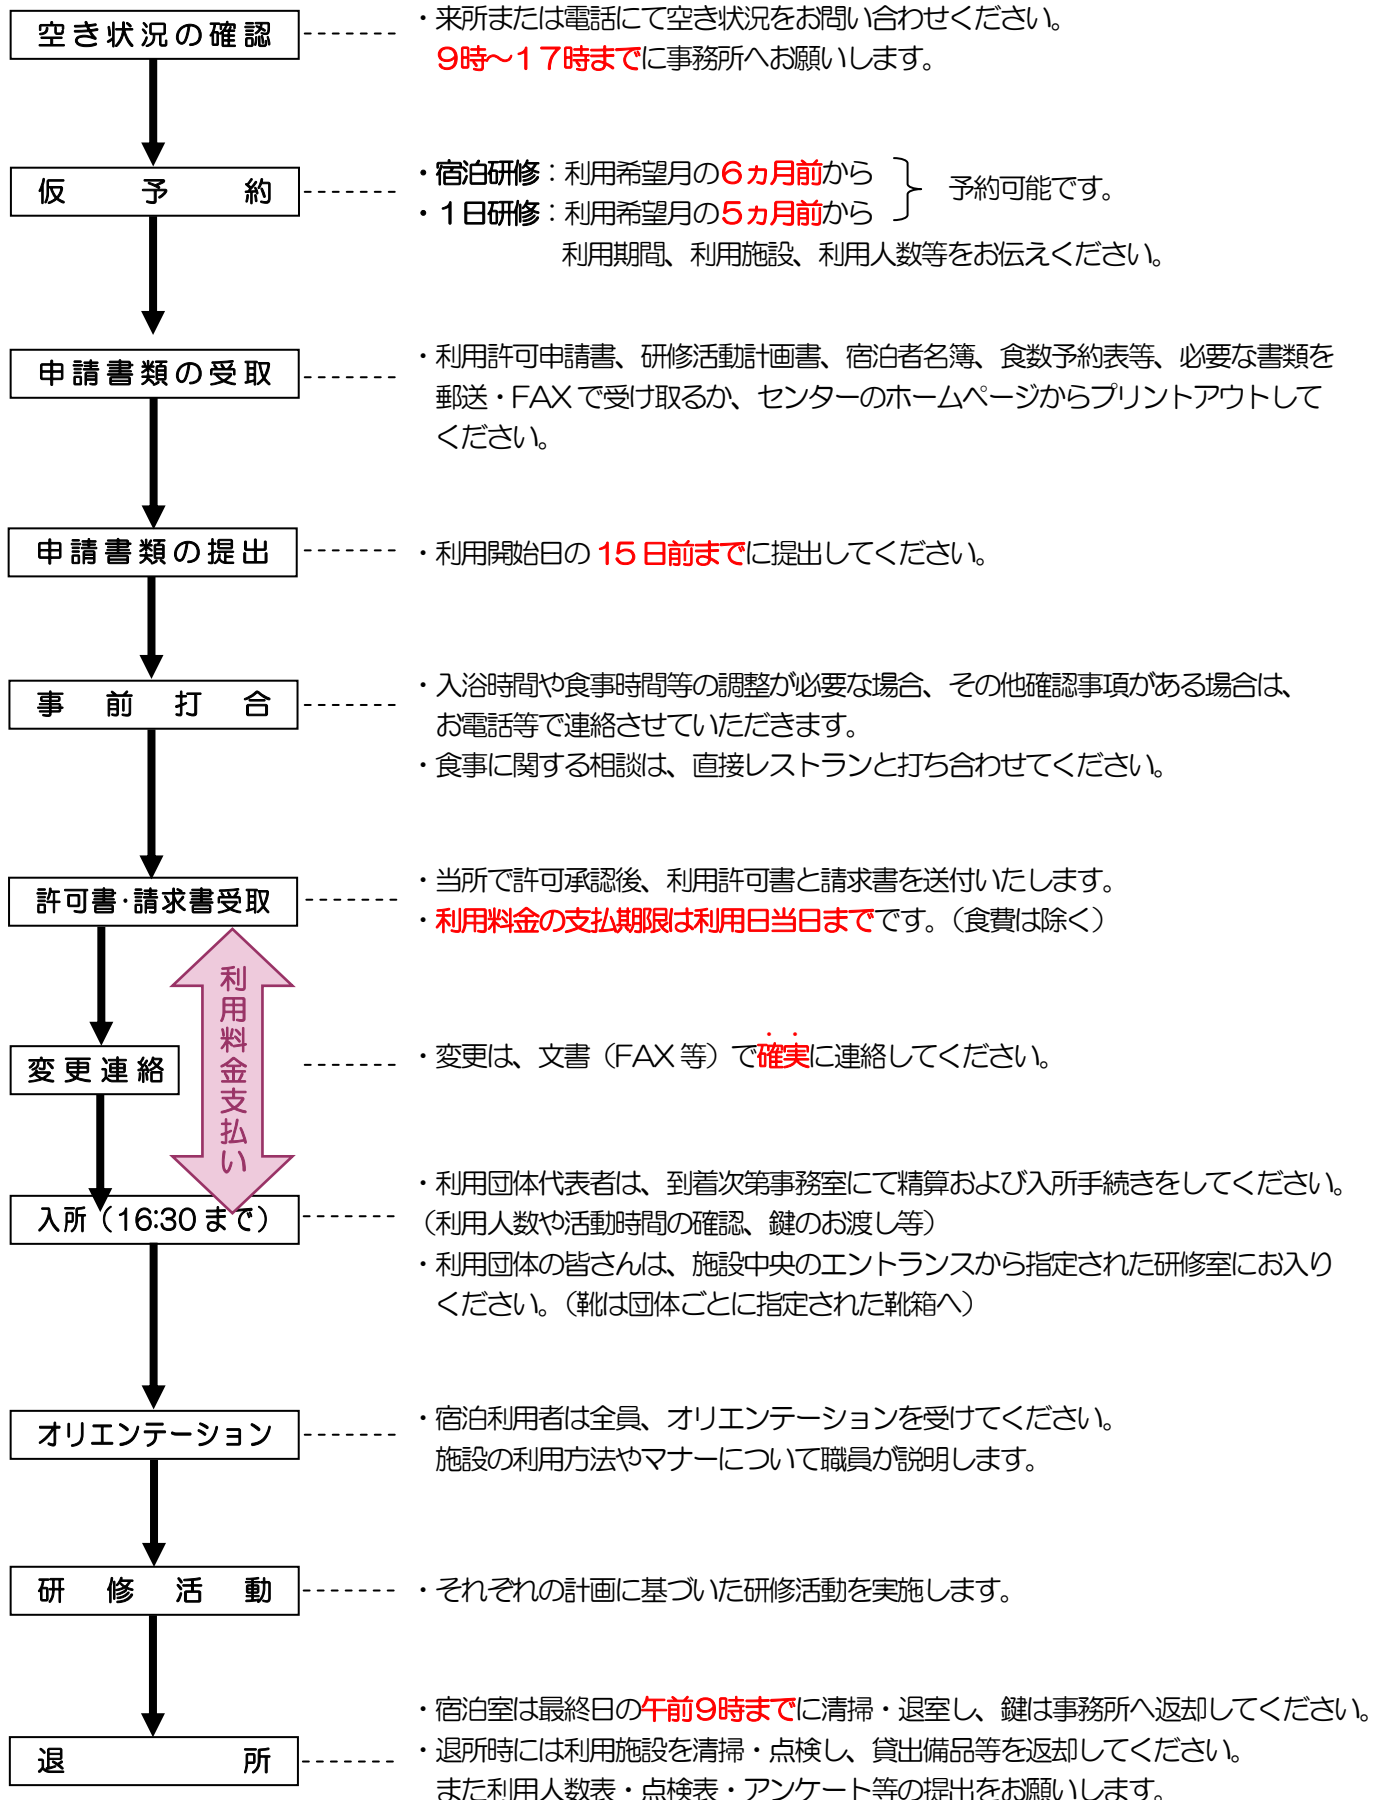 空き状況の確認
・来所または電話にて空き状況をお問い合わせください。
９時～１７時までに事務所へお願いします。
仮予約
・宿泊研修：利用希望月の６ヵ月前から
・１日研修：利用希望月の５ヵ月前から
予約可能です。
利用期間、利用施設、利用人数等をお伝えください。
申請書類の受取
・利用許可申請書、研修活動計画書、宿泊者名簿、食数予約表等、必要な書類を
郵送・FAXで受け取るか、センターのホームページからプリントアウトして
ください。
申請書類の提出
・利用開始日の15日前までに提出してください。
事前打合
・入浴時間や食事時間等の調整が必要な場合、その他確認事項がある場合は、
お電話等で連絡させていただきます。
・食事に関する相談は、直接レストランと打ち合わせてください。
許可書･請求書受取
・当所で許可承認後、利用許可書と請求書を送付いたします。
・利用料金の支払期限は利用日当日までです。（食費は除く）
利用料金支払い
変更連絡
・変更は、文書（FAX等）で確実に連絡してください。
入所（16:30まで）
・利用団体代表者は、到着次第事務室にて精算および入所手続きをしてください。
（利用人数や活動時間の確認、鍵のお渡し等）
・利用団体の皆さんは、施設中央のエントランスから指定された研修室にお入り
ください。（靴は団体ごとに指定された靴箱へ）
オリエンテーション
・宿泊利用者は全員、オリエンテーションを受けてください。
施設の利用方法やマナーについて職員が説明します。
研修活動
・それぞれの計画に基づいた研修活動を実施します。
退所
・宿泊室は最終日の午前９時までに清掃・退室し、鍵は事務所へ返却してください。
・退所時には利用施設を清掃・点検し、貸出備品等を返却してください。
また利用人数表・点検表・アンケート等の提出をお願いします。